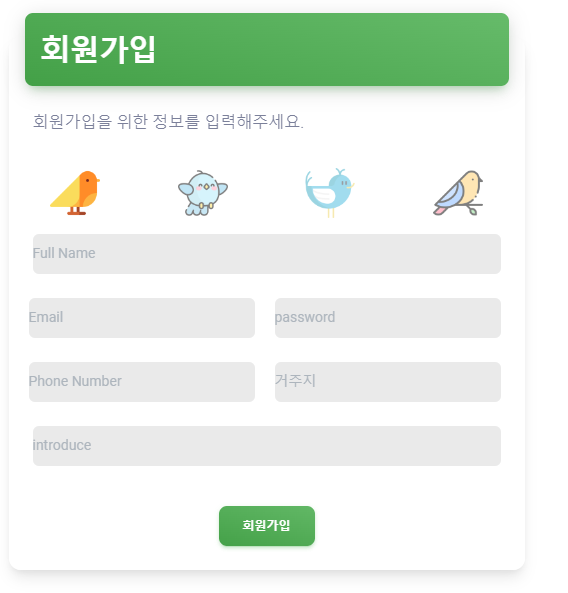 회원가입
회원가입을 위한 정보를 입력해주세요.
Full Name
Email password
Phone Number 거주지
introduce
회원가입